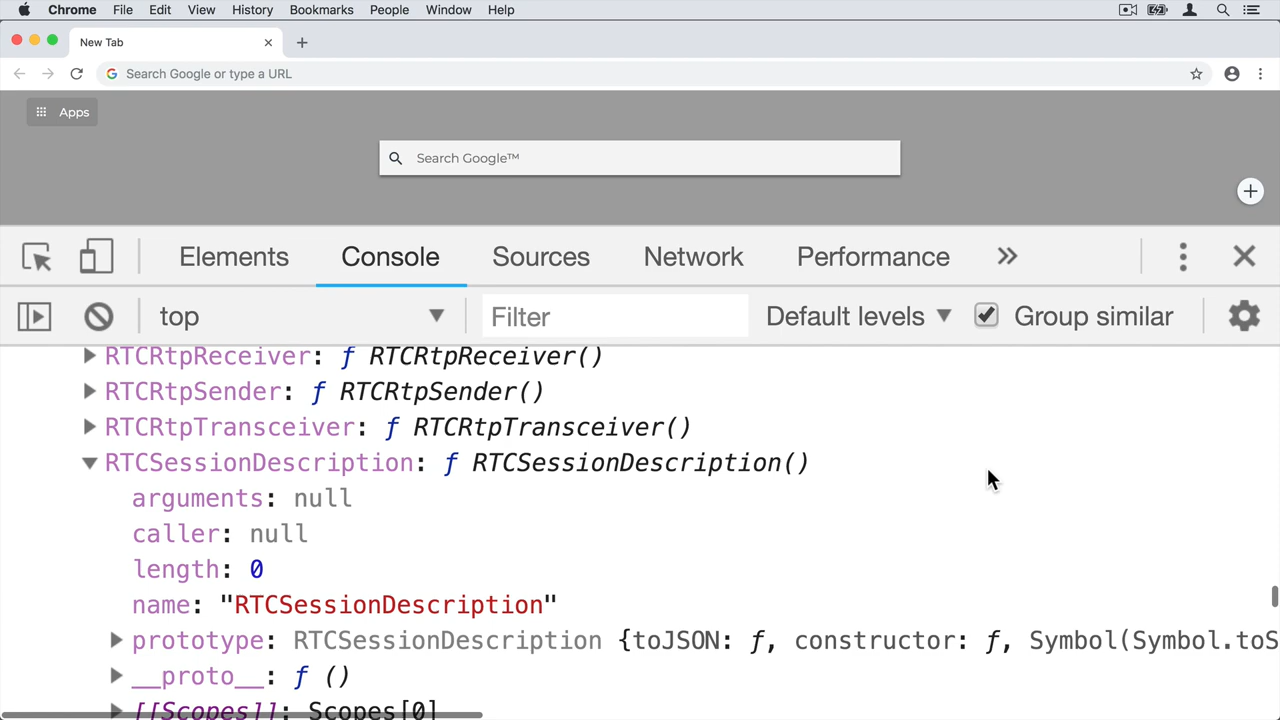 Chrome File Edit View History Bookmarks People Window Help
New Tab
Search Google or type a URL
Apps
Search Google™
Elements Console Sources Network Performance
top Filter Default levels Group similar
RTCRtpReceiver: ƒ RTCRtpReceiver()
RTCRtpSender: ƒ RTCRtpSender()
RTCRtpTransceiver: ƒ RTCRtpTransceiver()
RTCSessionDescription: ƒ RTCSessionDescription()
arguments: null
caller: null
length: 0
name: "RTCSessionDescription"
prototype: RTCSessionDescription {toJSON: ƒ, constructor: ƒ, Symbol(Symbol.toS
__proto__: ƒ ()
[[Scopes]]: Scopes[0]